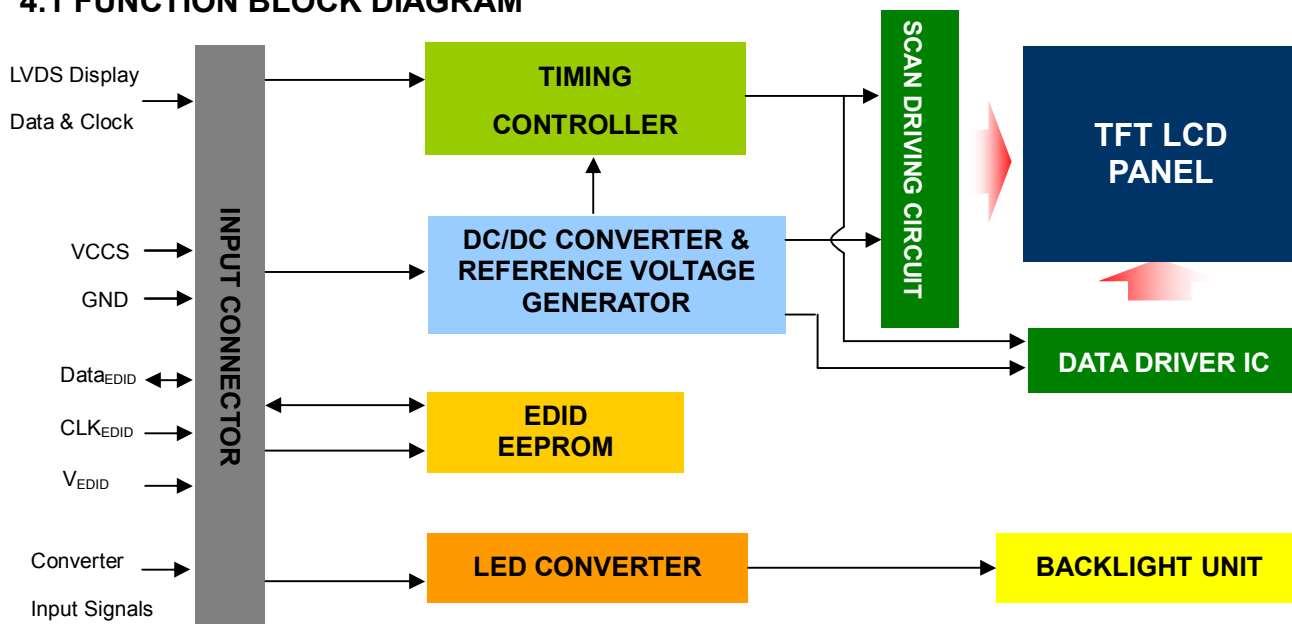 4.1 FUNCTION BLOCK DIAGRAM
LVDS Display
Data & Clock
VCCS
GND
DataEDID
CLKEDID
VEDID
Converter
Input Signals
INPUT CONNECTOR
TIMING
CONTROLLER
DC/DC CONVERTER &
REFERENCE VOLTAGE
GENERATOR
EDID
EEPROM
LED CONVERTER
SCAN DRIVING CIRCUIT
TFT LCD
PANEL
DATA DRIVER IC
BACKLIGHT UNIT